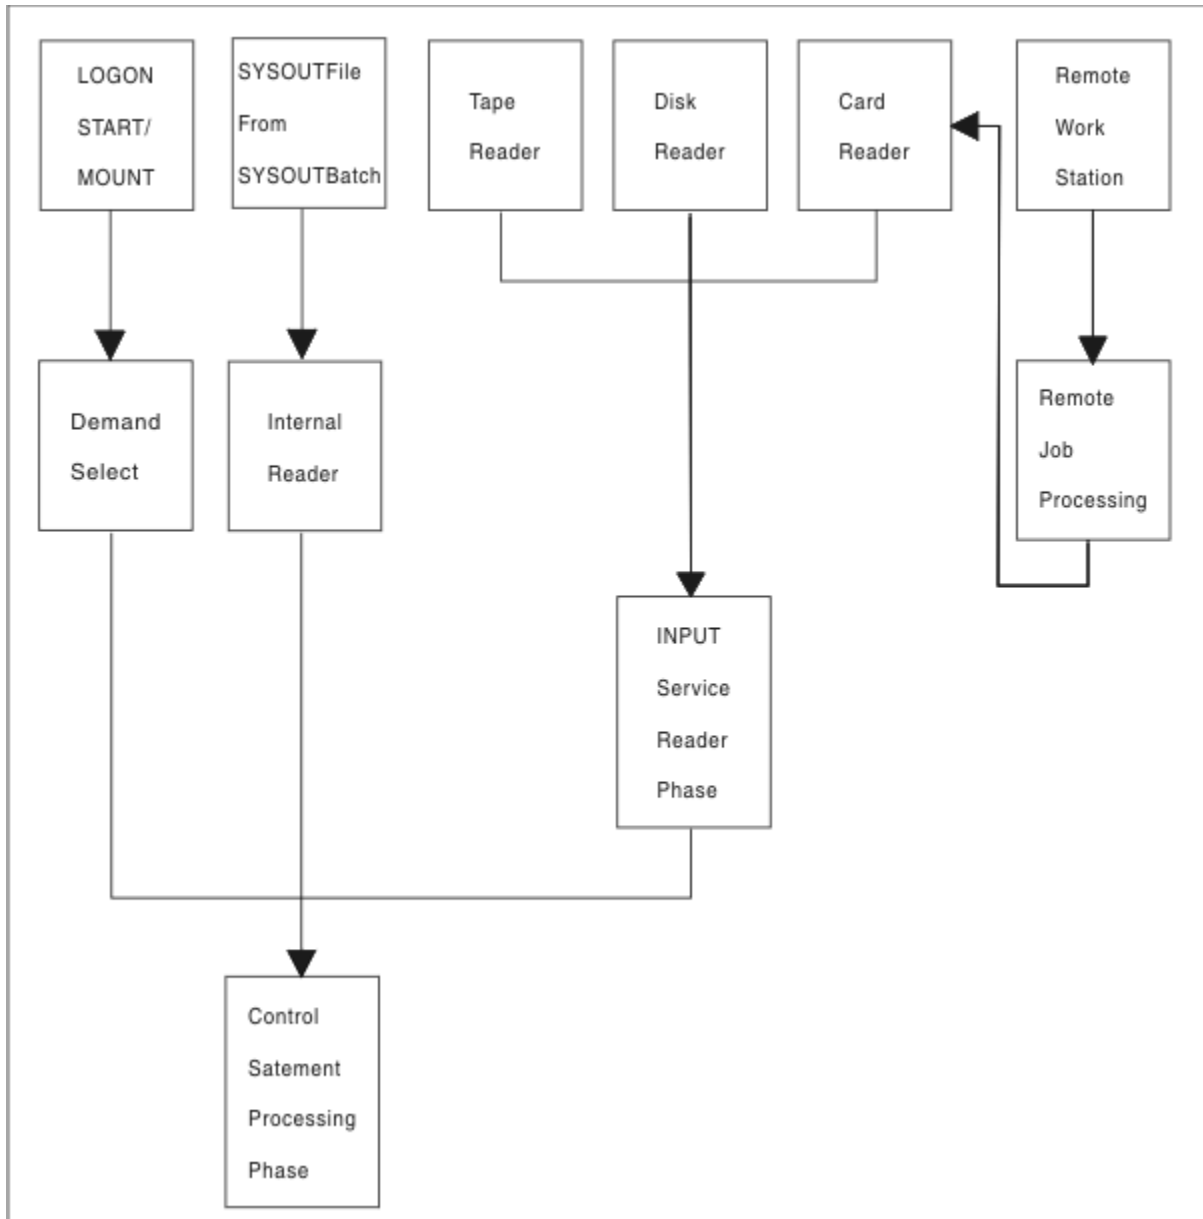 LOGON
START/
MOUNT
SYSOUTFile
From
SYSOUTBatch
Tape
Reader
Disk
Reader
Card
Reader
Remote
Work
Station
Demand
Select
Internal
Reader
Remote
Job
Processing
INPUT
Service
Reader
Phase
Control
Satement
Processing
Phase